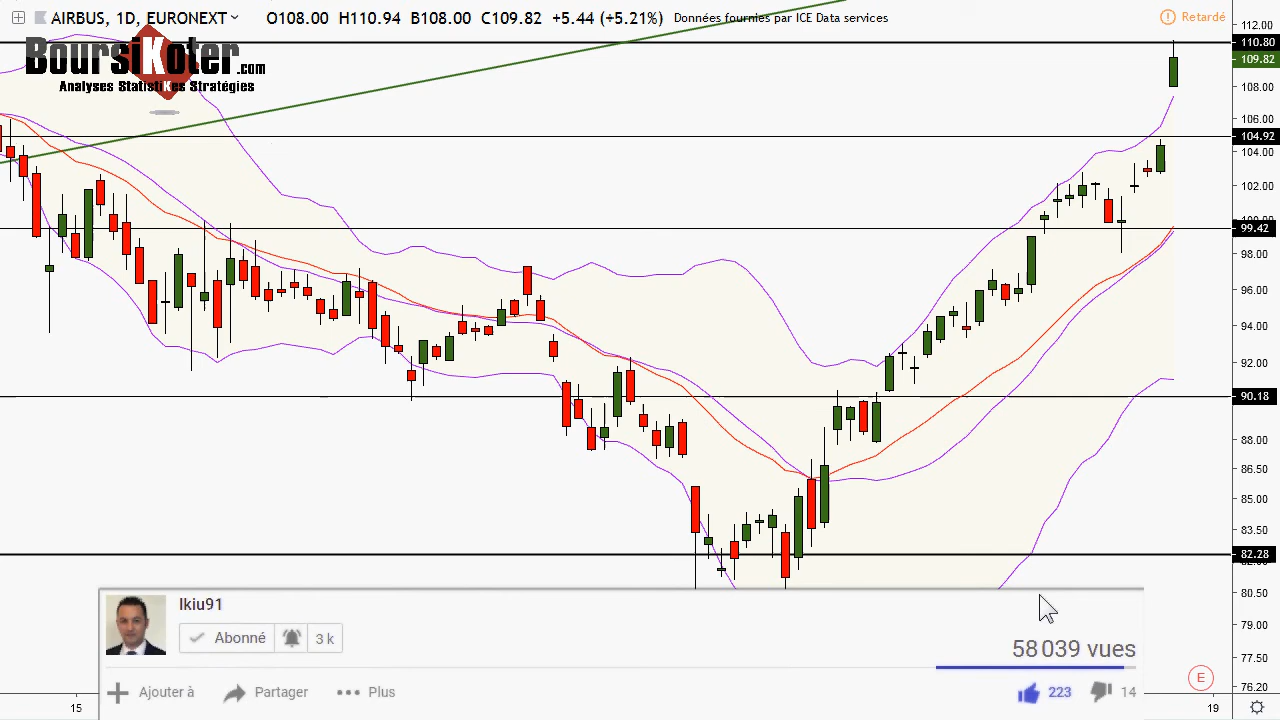 AIRBUS, 1D, EURONEXT O108.00 H110.94 B108.00 C109.82 +5.44 (+5.21%) Données fournies par ICE Data services
Retardé
BoursiKoter.com
Analyses StatistiKes Stratégies
112.00
110.80
109.82
108.00
106.00
104.92
104.00
102.00
99.42
98.00
96.00
94.00
92.00
90.18
88.00
86.50
85.00
83.50
82.28
80.50
79.00
77.50
76.20
Ikiu91
Abonné 3 k
58 039 vues
Ajouter à Partager Plus
223 14
E
15 19